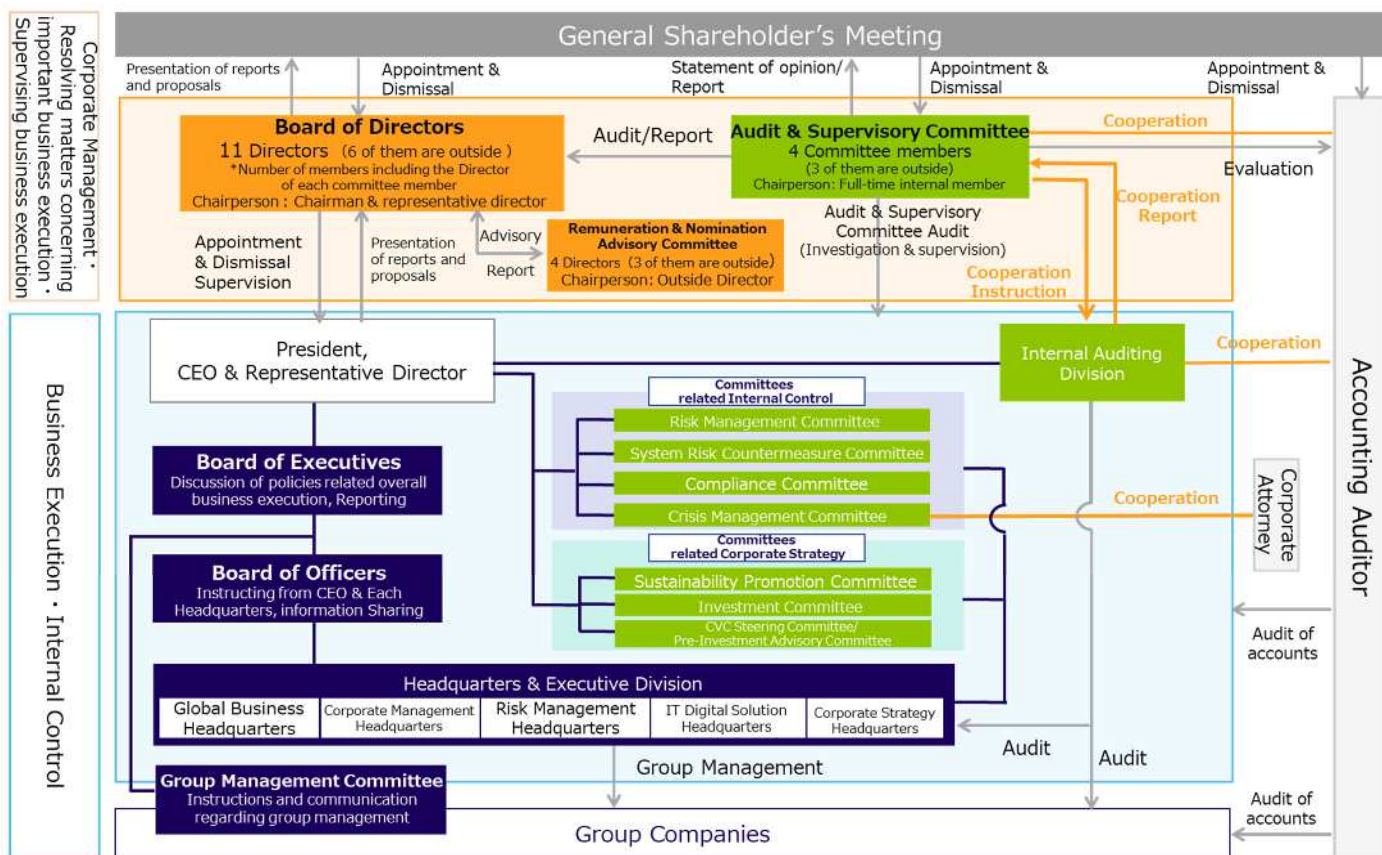 General Shareholder's Meeting
Corporate Management・
Resolving matters concerning
important business execution・
Supervising business execution
Presentation of reports
and proposals
Appointment &
Dismissal
Statement of opinion/
Report
Appointment &
Dismissal
Appointment &
Dismissal
Board of Directors
11 Directors (6 of them are outside )
*Number of members including the Director
of each committee member
Chairperson : Chairman & representative director
Audit/Report
Audit & Supervisory Committee
4 Committee members
(3 of them are outside)
Chairperson: Full-time internal member
Cooperation
Evaluation
Cooperation
Report
Appointment
& Dismissal
Supervision
Presentation
of reports and
proposals
Advisory
Report
Remuneration & Nomination
Advisory Committee
4 Directors (3 of them are outside)
Chairperson: Outside Director
Audit & Supervisory
Committee Audit
(Investigation & supervision)
Cooperation
Instruction
Business Execution・Internal Control
President,
CEO & Representative Director
Internal Auditing
Division
Cooperation
Accounting Auditor
Committees
related Internal Control
Risk Management Committee
System Risk Countermeasure Committee
Compliance Committee
Crisis Management Committee
Cooperation
Corporate
Attorney
Board of Executives
Discussion of policies related overall
business execution, Reporting
Committees
related Corporate Strategy
Sustainability Promotion Committee
Investment Committee
CVC Steering Committee/
Pre-Investment Advisory Committee
Board of Officers
Instructing from CEO & Each
Headquarters, information Sharing
Audit of
accounts
Headquarters & Executive Division
Global Business
Headquarters
Corporate Management
Headquarters
Risk Management
Headquarters
IT Digital Solution
Headquarters
Corporate Strategy
Headquarters
Audit
Audit
Group Management
Group Management Committee
Instructions and communication
regarding group management
Audit of
accounts
Group Companies